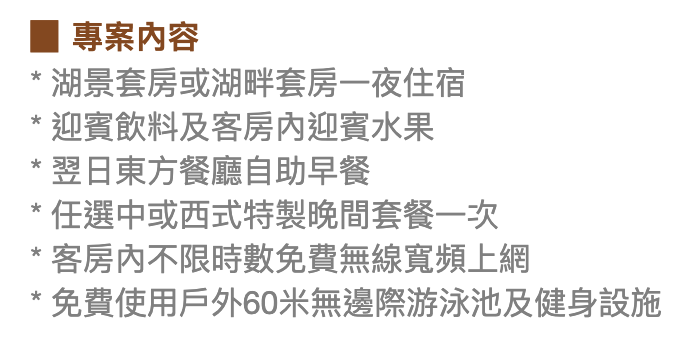 ■ 專案內容
* 湖景套房或湖畔套房一夜住宿
* 迎賓飲料及客房內迎賓水果
* 翌日東方餐廳自助早餐
* 任選中或西式特製晚間套餐一次
* 客房內不限時數免費無線寬頻上網
* 免費使用戶外60米無邊際游泳池及健身設施